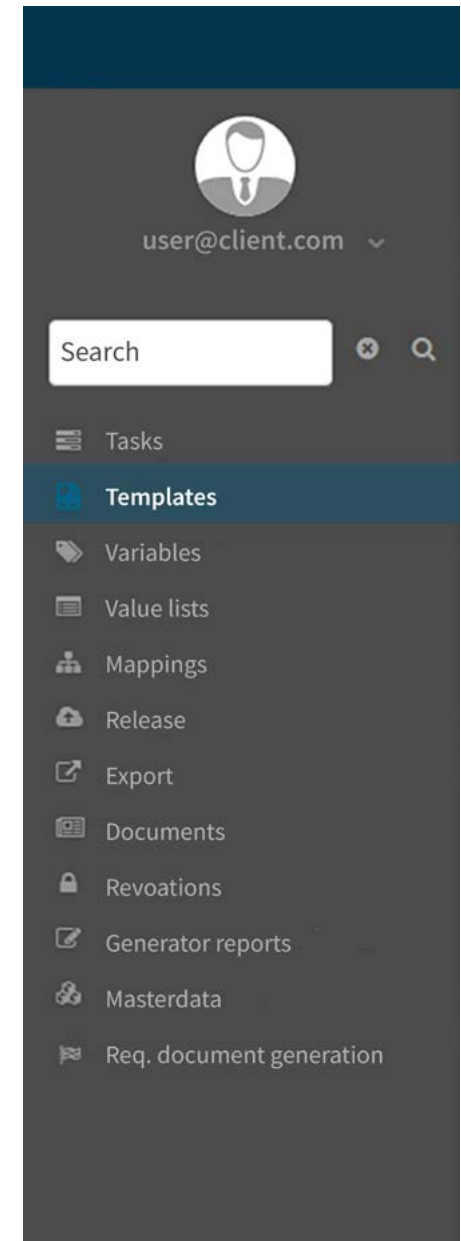 user@client.com
Search
Tasks
Templates
Variables
Value lists
Mappings
Release
Export
Documents
Revoations
Generator reports
Masterdata
Req. document generation